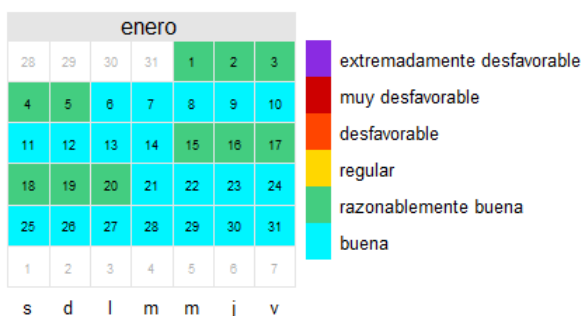 enero
28 29 30 31 1 2 3
4 5 6 7 8 9 10
11 12 13 14 15 16 17
18 19 20 21 22 23 24
25 26 27 28 29 30 31
1 2 3 4 5 6 7
s d l m m j v
extremadamente desfavorable
muy desfavorable
desfavorable
regular
razonablemente buena
buena